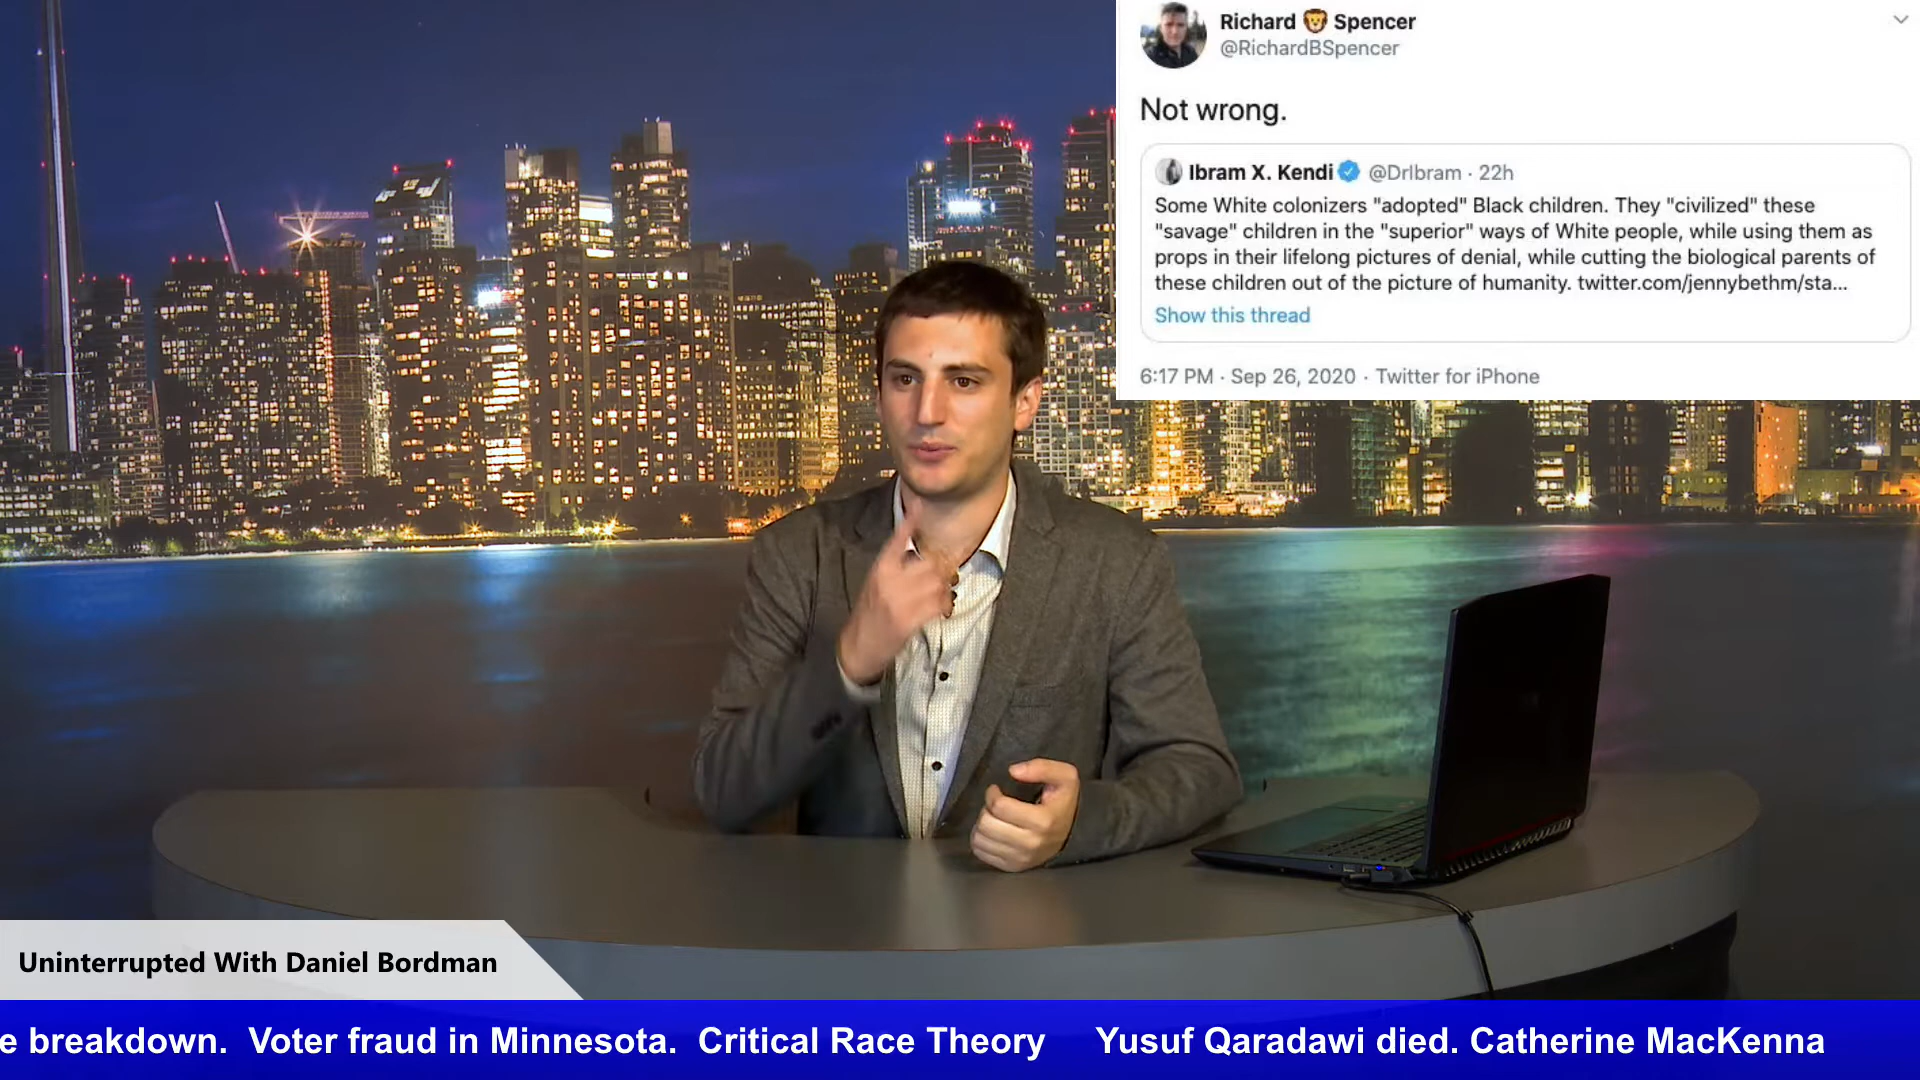 Richard 🦁 Spencer
@RichardBSpencer
Not wrong.
Ibram X. Kendi @DrIbram · 22h
Some White colonizers "adopted" Black children. They "civilized" these
"savage" children in the "superior" ways of White people, while using them as
props in their lifelong pictures of denial, while cutting the biological parents of
these children out of the picture of humanity. twitter.com/jennybethm/sta...
Show this thread
6:17 PM · Sep 26, 2020 · Twitter for iPhone
Uninterrupted With Daniel Bordman
e breakdown. Voter fraud in Minnesota. Critical Race Theory Yusuf Qaradawi died. Catherine MacKenna